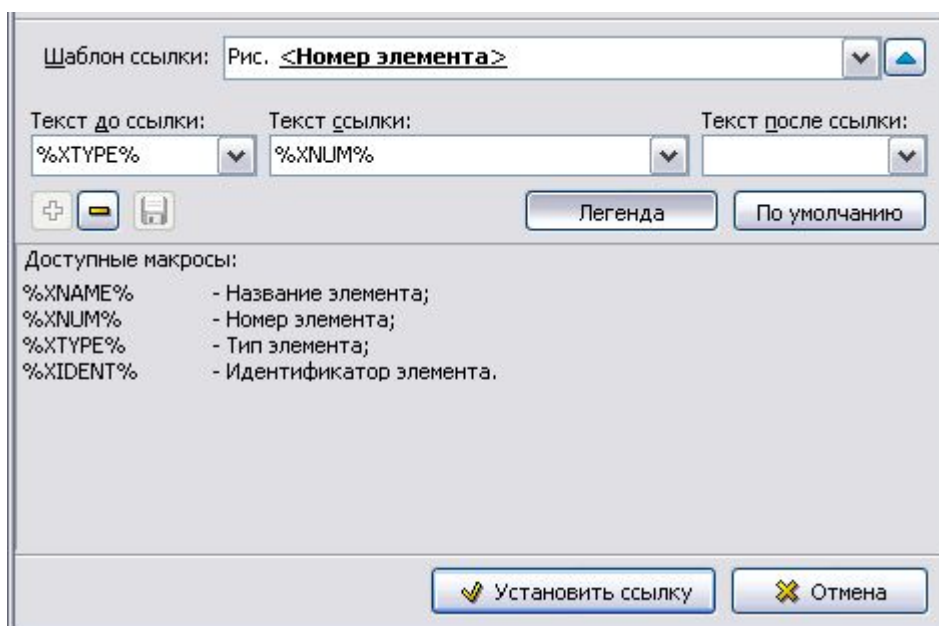 Шаблон ссылки: Рис. <Номер элемента>
Текст до ссылки: Текст ссылки: Текст после ссылки:
%XTYPE% %XNUM%
Легенда По умолчанию
Доступные макросы:
%XNAME% - Название элемента;
%XNUM% - Номер элемента;
%XTYPE% - Тип элемента;
%XIDENT% - Идентификатор элемента.
Установить ссылку Отмена